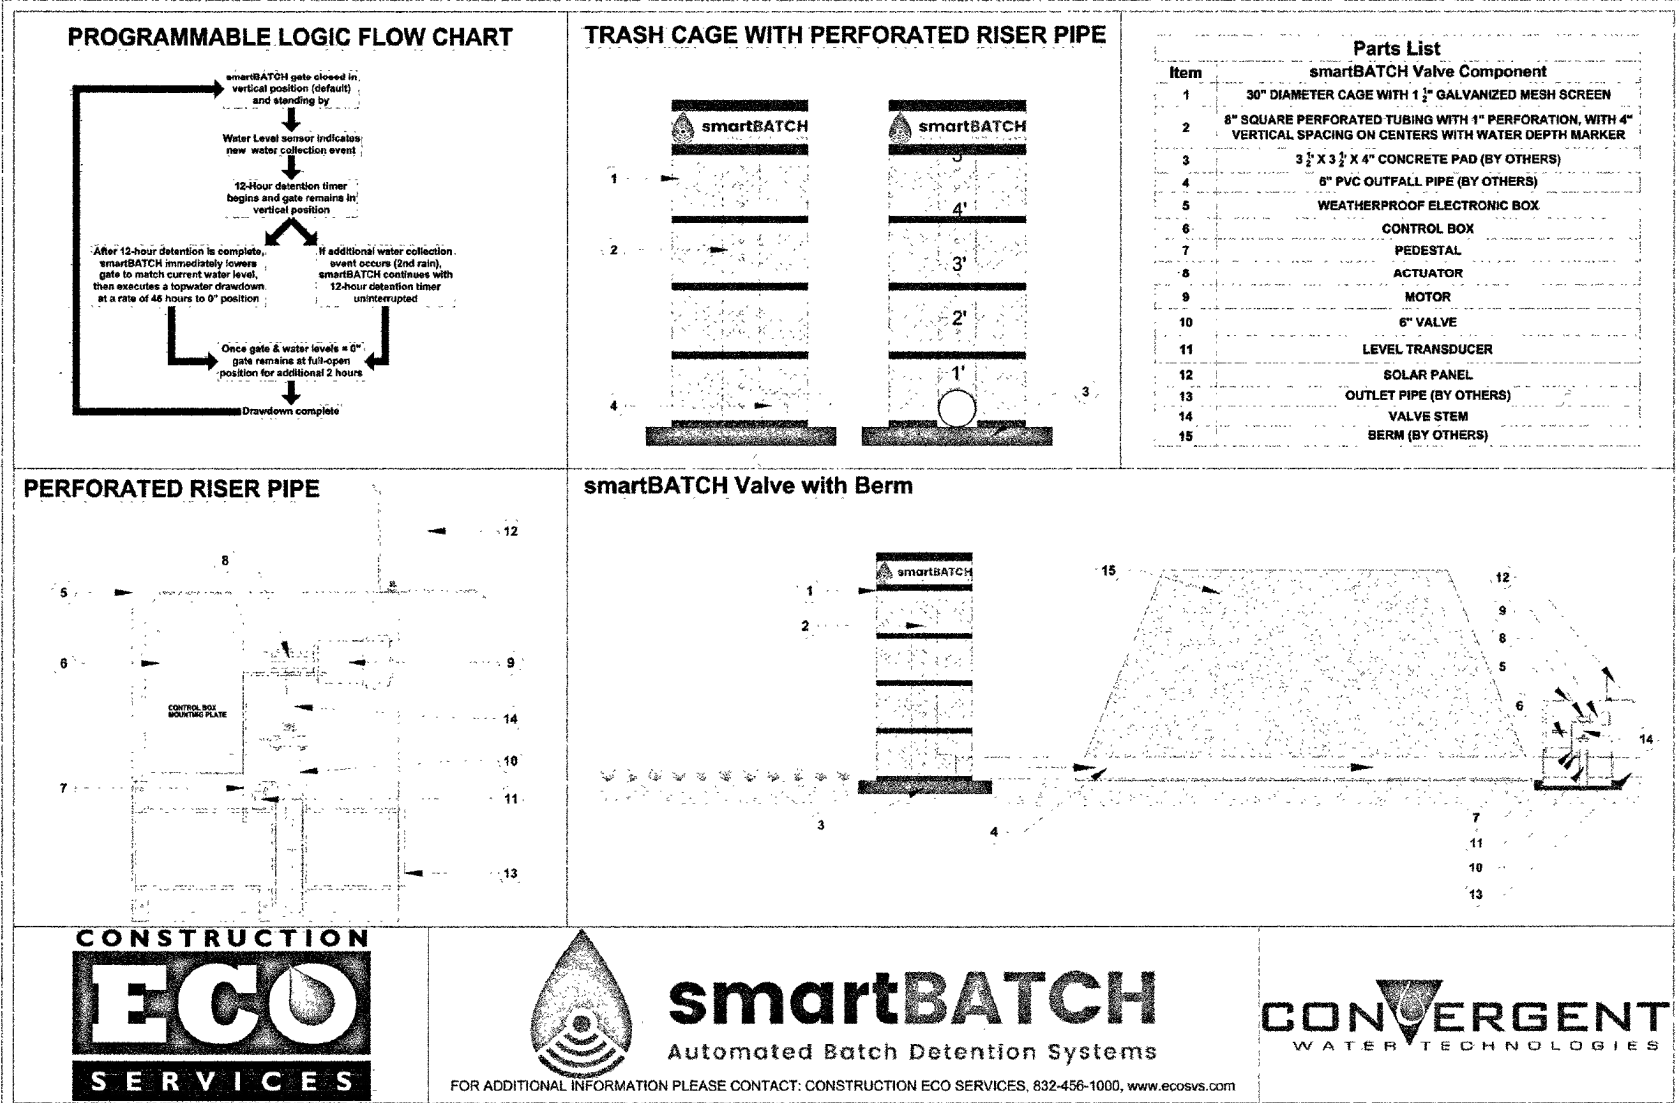 PROGRAMMABLE LOGIC FLOW CHART
smartBATCH gate closed in
vertical position (default)
and standing by
Water Level sensor indicates
new water collection event
12-Hour detention timer
begins and gate remains in
vertical position
After 12-hour detention is complete,
smartBATCH immediately lowers
gate to match current water level,
then executes a topwater drawdown
at a rate of 46 hours to 0" position
If additional water collection
event occurs (2nd rain),
smartBATCH continues with
12-hour detention timer
uninterrupted
Once gate & water levels = 0"
gate remains at full-open
position for additional 2 hours
Drawdown complete
TRASH CAGE WITH PERFORATED RISER PIPE
smartBATCH
smartBATCH
4'
3'
2'
1'
1
2
4
3
Parts List
Item smartBATCH Valve Component
1 30" DIAMETER CAGE WITH 1 1/2" GALVANIZED MESH SCREEN
2 8" SQUARE PERFORATED TUBING WITH 1" PERFORATION, WITH 4"
VERTICAL SPACING ON CENTERS WITH WATER DEPTH MARKER
3 3 1/2' X 3 1/2' X 4" CONCRETE PAD (BY OTHERS)
4 6" PVC OUTFALL PIPE (BY OTHERS)
5 WEATHERPROOF ELECTRONIC BOX
6 CONTROL BOX
7 PEDESTAL
8 ACTUATOR
9 MOTOR
10 6" VALVE
11 LEVEL TRANSDUCER
12 SOLAR PANEL
13 OUTLET PIPE (BY OTHERS)
14 VALVE STEM
15 BERM (BY OTHERS)
PERFORATED RISER PIPE
12
8
5
6
9
CONTROL BOX
MOUNTING PLATE
14
10
7
11
13
smartBATCH Valve with Berm
smartBATCH
1
2
15
12
9
8
5
6
14
3
4
7
11
10
13
CONSTRUCTION
ECO
SERVICES
smartBATCH
Automated Batch Detention Systems
FOR ADDITIONAL INFORMATION PLEASE CONTACT: CONSTRUCTION ECO SERVICES, 832-456-1000, www.ecosvs.com
CONVERGENT
WATER TECHNOLOGIES